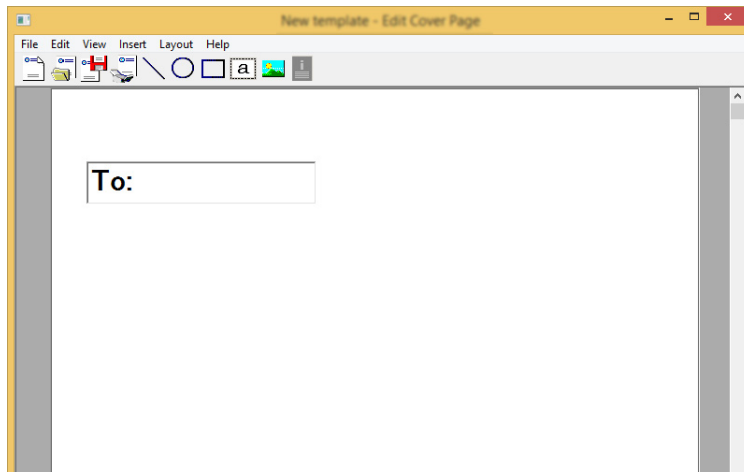 New template - Edit Cover Page
File Edit View Insert Layout Help
a
i
To: